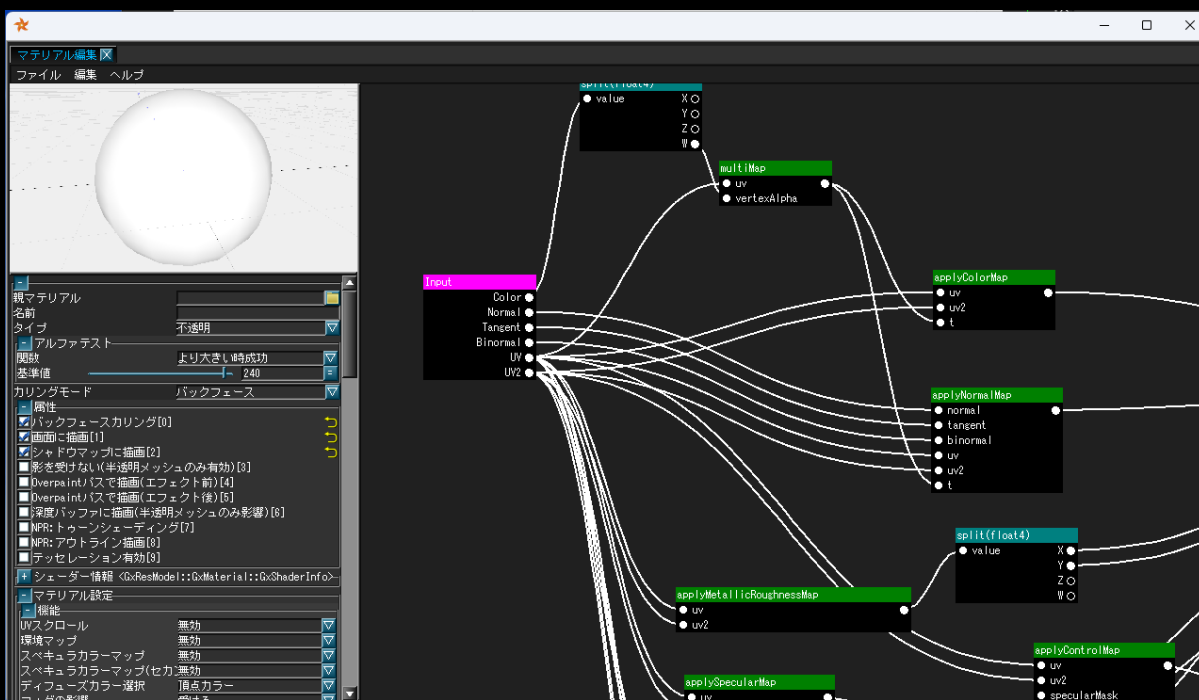 マテリアル編集
ファイル 編集 ヘルプ
親マテリアル
名前
タイプ 不透明
アルファテスト
関数 より大きい時成功
基準値 240
カリングモード バックフェース
属性
バックフェースカリング[0]
画面に描画[1]
シャドウマップに描画[2]
影を受けない(半透明メッシュのみ有効)[3]
Overpaintパスで描画(エフェクト前)[4]
Overpaintパスで描画(エフェクト後)[5]
深度バッファに描画(半透明メッシュのみ影響)[6]
NPR:トゥーンシェーディング[7]
NPR:アウトライン描画[8]
テッセレーション有効[9]
シェーダー情報 <GxResModel::GxMaterial::GxShaderInfo>
マテリアル設定
機能
UVスクロール 無効
環境マップ 無効
スペキュラカラーマップ 無効
スペキュラカラーマップ(セカ 無効
ディフューズカラー選択 頂点カラー
split(float4)
value X
Y
Z
W
multiMap
uv
vertexAlpha
Input
Color
Normal
Tangent
Binormal
UV
UV2
applyColorMap
uv
uv2
t
applyNormalMap
normal
tangent
binormal
uv
uv2
t
split(float4)
value X
Y
Z
W
applyMetallicRoughnessMap
uv
uv2
applyControlMap
uv
uv2
specularMask
applySpecularMap
uv